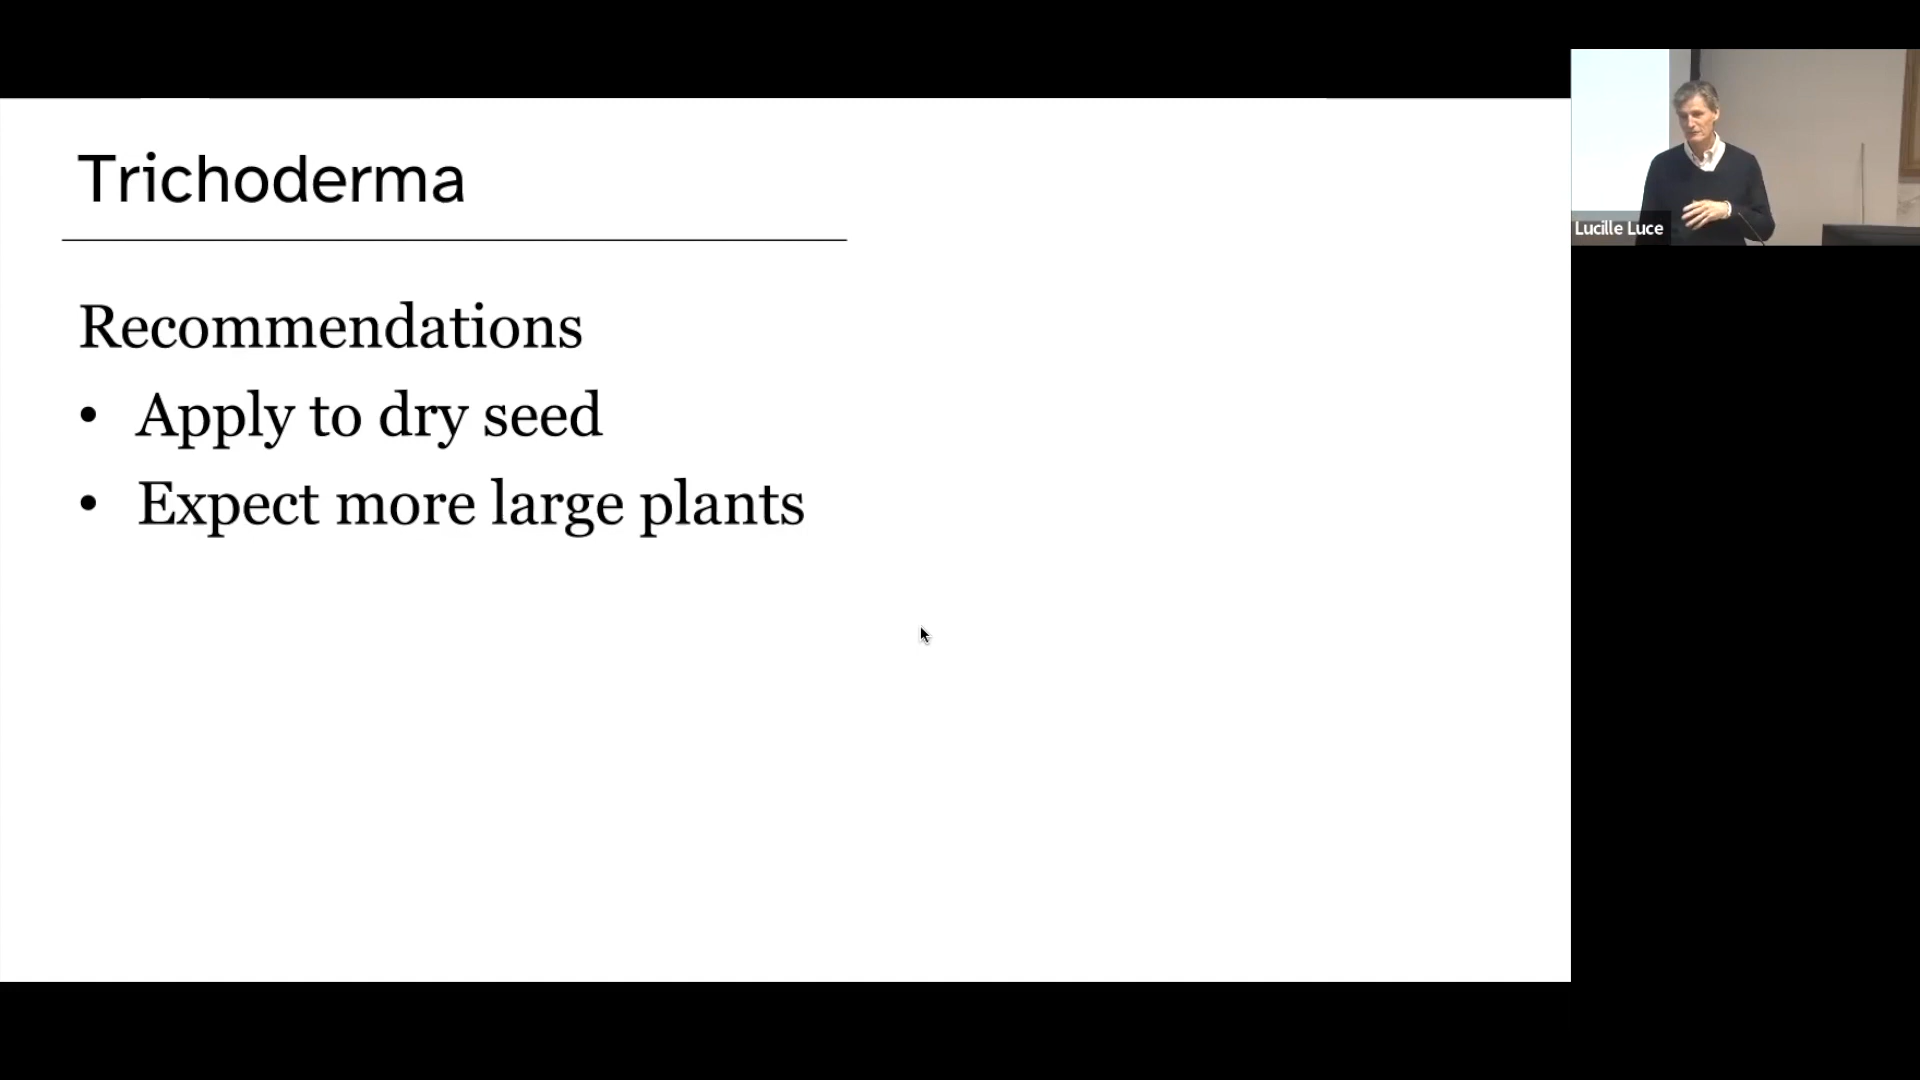 Trichoderma
Recommendations
• Apply to dry seed
• Expect more large plants
Lucille Luce